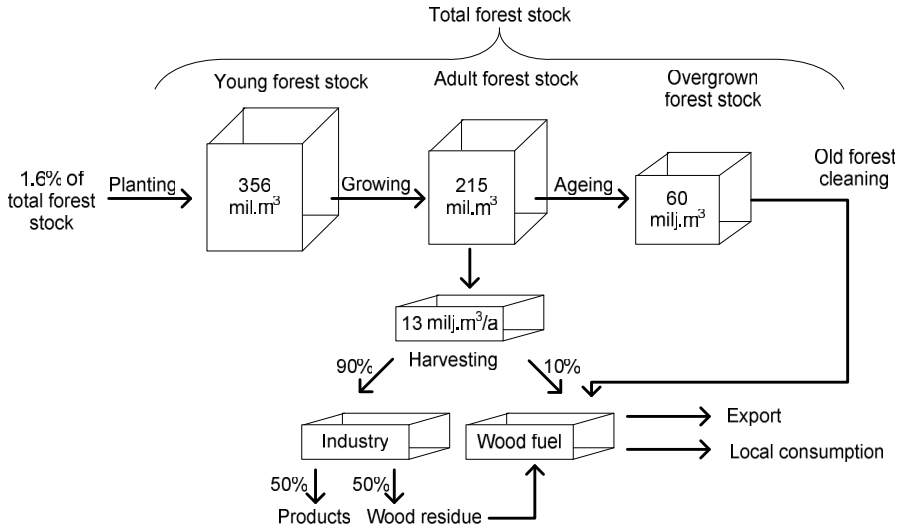 Total forest stock
Young forest stock
Adult forest stock
Overgrown
forest stock
1.6% of
total forest
stock
Planting
356
mil.m³
Growing
215
mil.m³
Ageing
60
milj.m³
Old forest
cleaning
13 milj.m³/a
Harvesting
90%
10%
Industry
Wood fuel
Export
Local consumption
50%
50%
Products
Wood residue